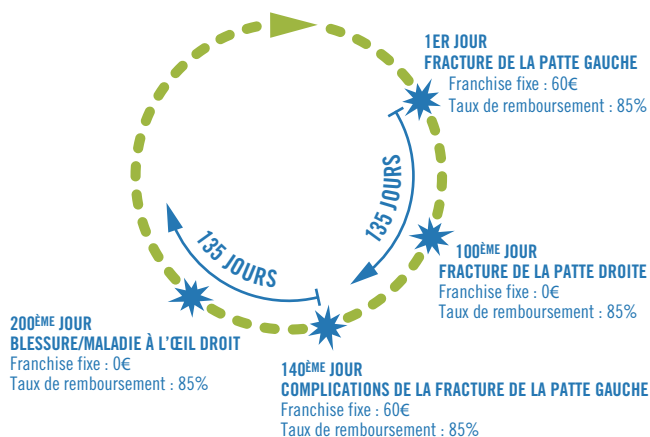 1ER JOUR
FRACTURE DE LA PATTE GAUCHE
Franchise fixe : 60€
Taux de remboursement : 85%
135 JOURS
100ÈME JOUR
FRACTURE DE LA PATTE DROITE
Franchise fixe : 0€
Taux de remboursement : 85%
135 JOURS
200ÈME JOUR
BLESSURE/MALADIE À L’ŒIL DROIT
Franchise fixe : 0€
Taux de remboursement : 85%
140ÈME JOUR
COMPLICATIONS DE LA FRACTURE DE LA PATTE GAUCHE
Franchise fixe : 60€
Taux de remboursement : 85%